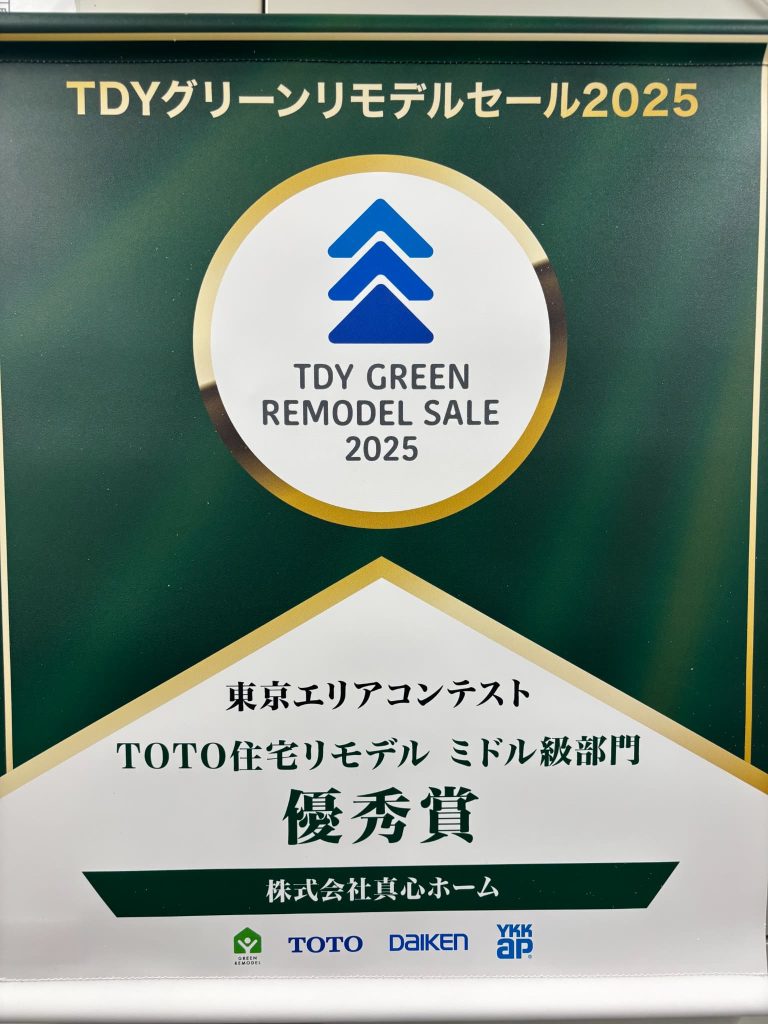 TDYグリーンリモデルセール2025
TDY GREEN
REMODEL SALE
2025
東京エリアコンテスト
TOTO住宅リモデル ミドル級部門
優秀賞
株式会社真心ホーム
GREEN
REMODEL
TOTO
DAIKEN
YKK
ap